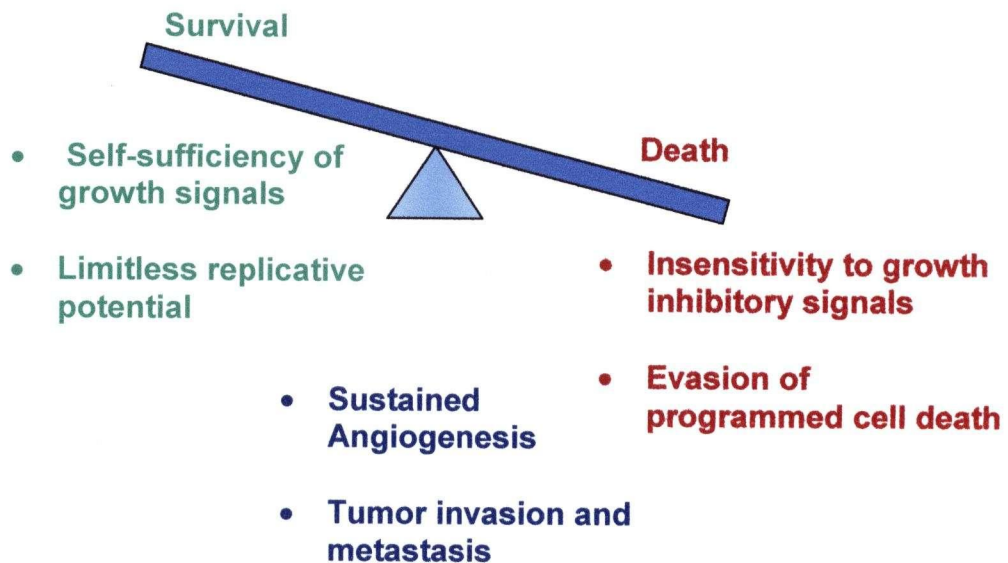 Survival
Death
• Self-sufficiency of
growth signals
• Limitless replicative
potential
• Insensitivity to growth
inhibitory signals
• Evasion of
programmed cell death
• Sustained
Angiogenesis
• Tumor invasion and
metastasis